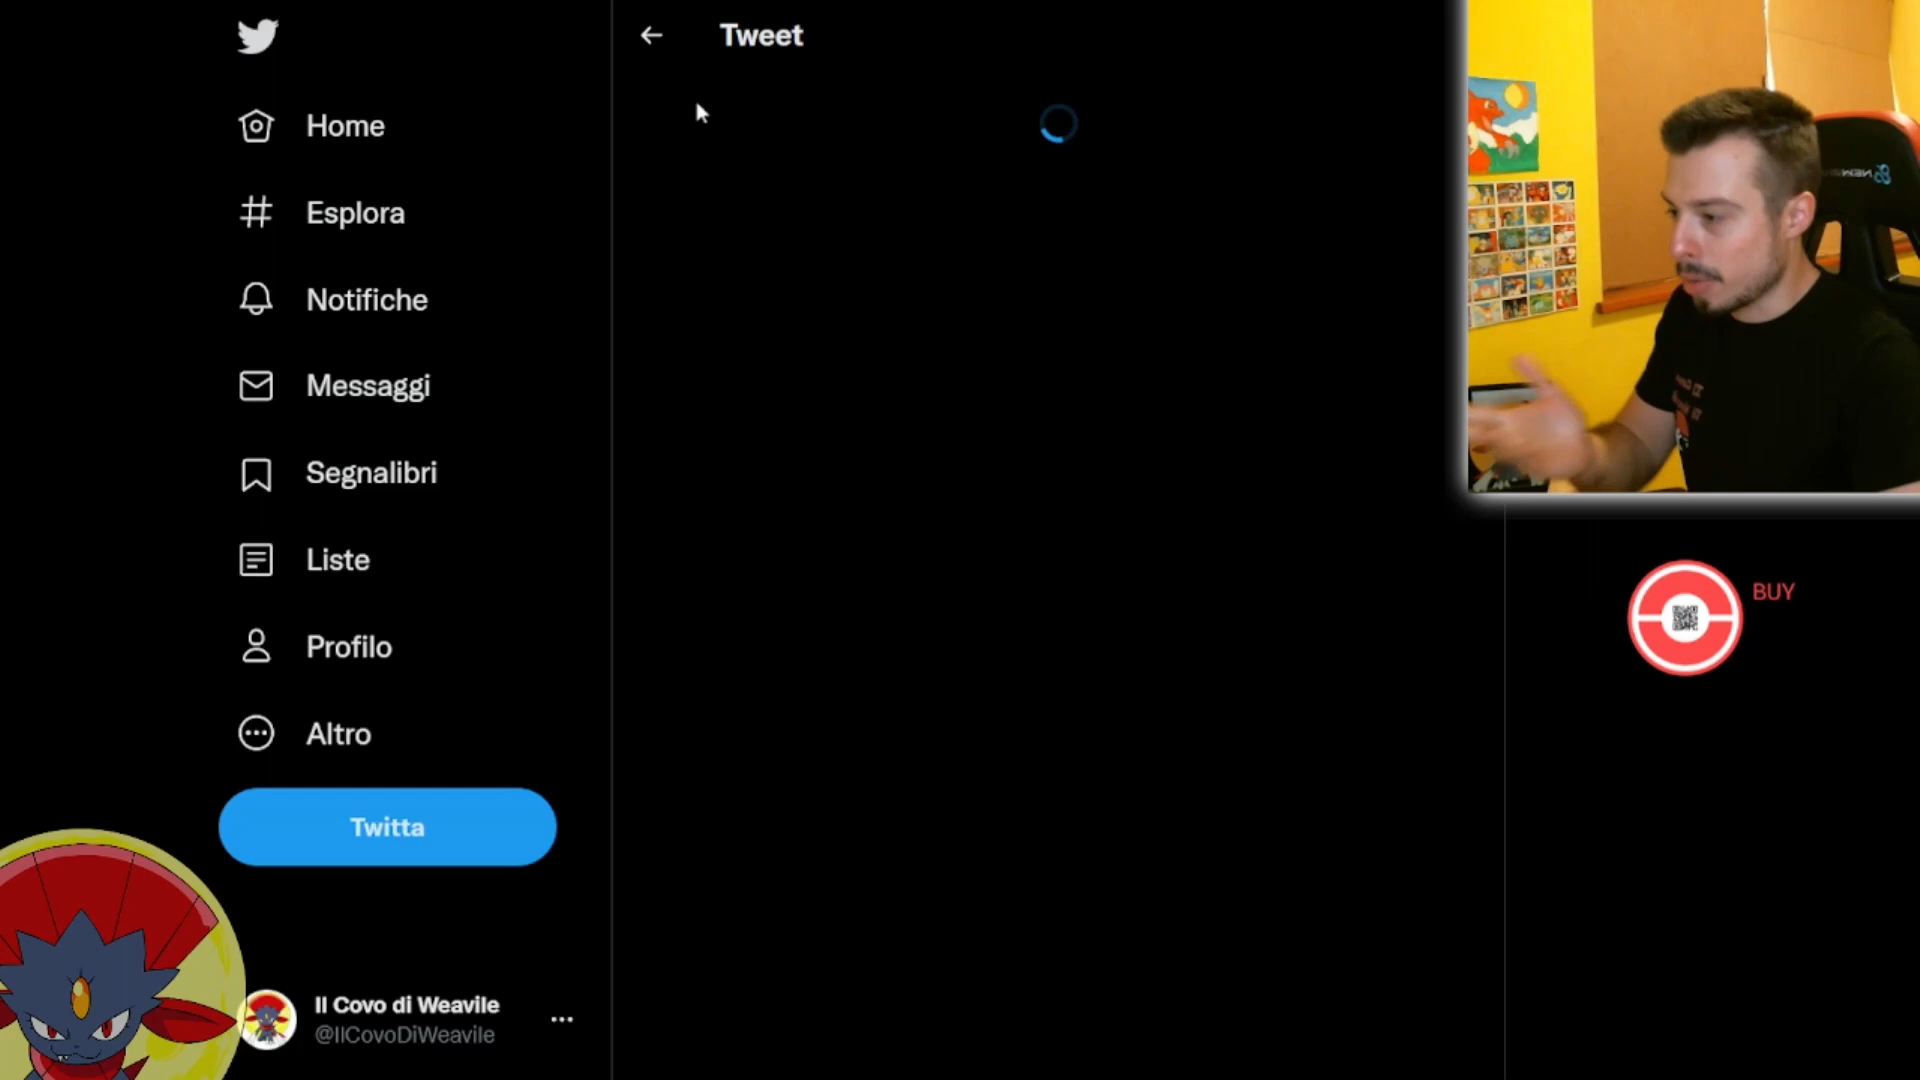 Tweet
Home
Esplora
Notifiche
Messaggi
Segnalibri
Liste
Profilo
Altro
Twitta
Il Covo di Weavile
@IlCovoDiWeavile
BUY